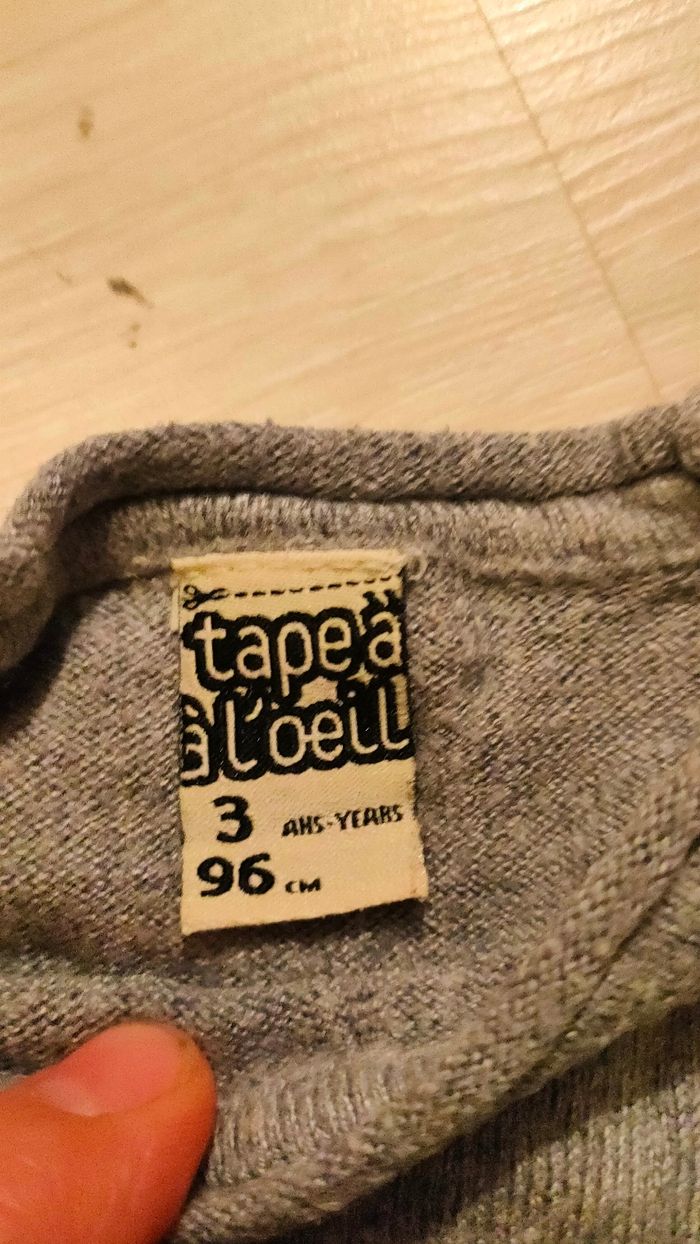 tape à
à l'oeil
3 ANS-YEARS
96 CM